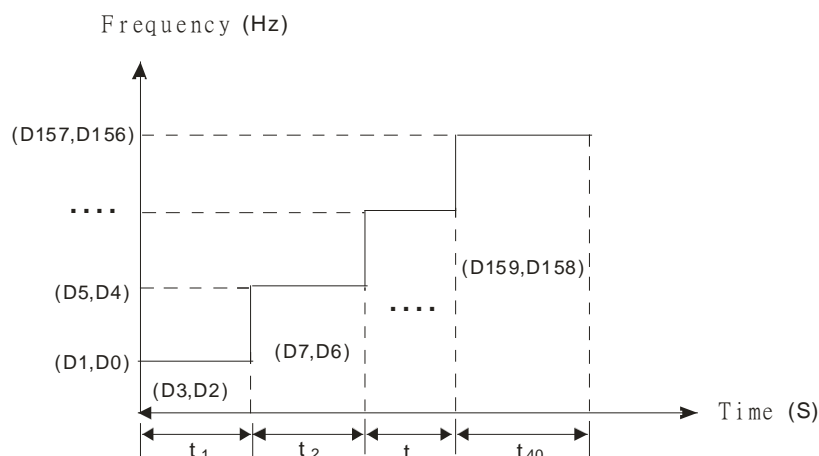 Frequency (Hz)
(D157,D156)
....
(D159,D158)
(D5,D4)
....
(D7,D6)
(D1,D0)
(D3,D2)
Time (S)
t1 t2 t t40